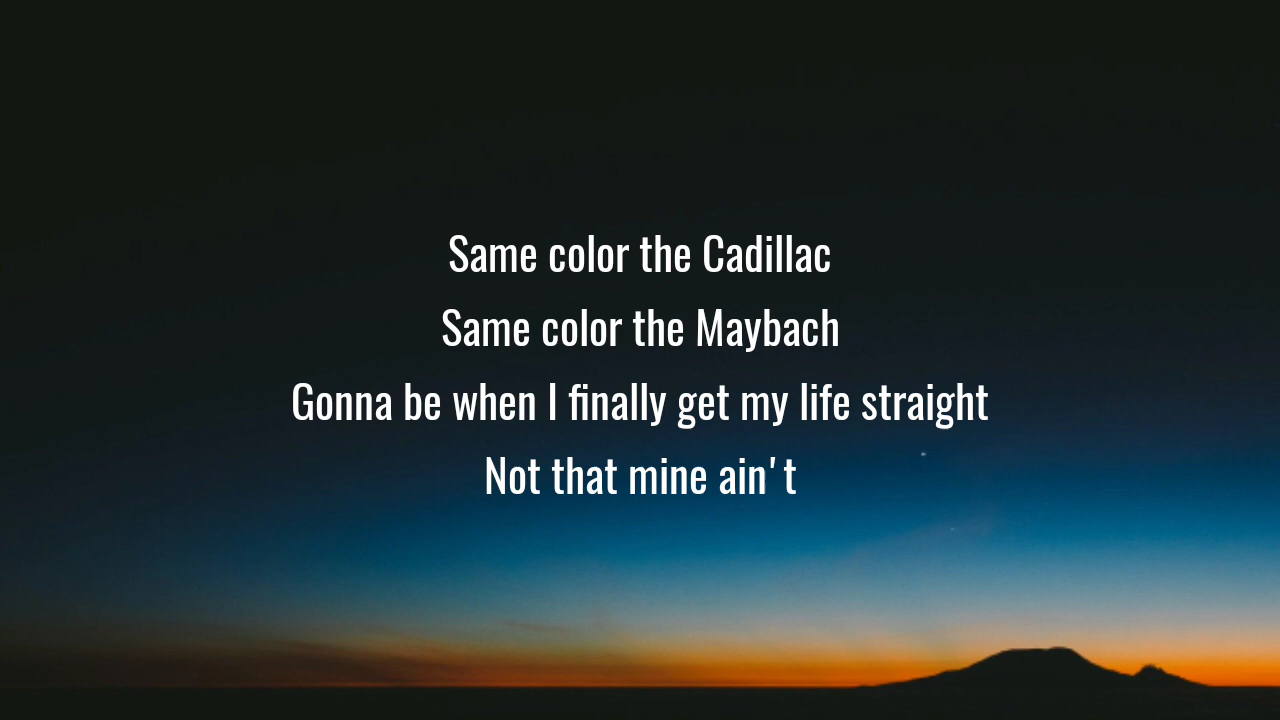 Same color the Cadillac
Same color the Maybach
Gonna be when I finally get my life straight
Not that mine ain't